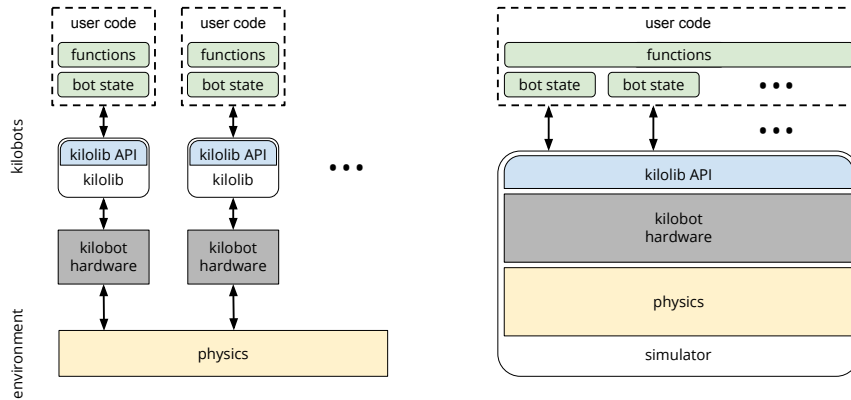 user code
functions
bot state
kilolib API
kilolib
kilobot
hardware
user code
functions
bot state
kilolib API
kilolib
kilobot
hardware
physics
kilobots
environment
user code
functions
bot state
bot state
kilolib API
kilobot
hardware
physics
simulator